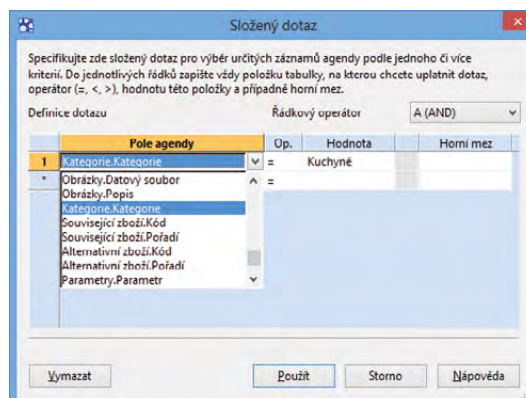 Složený dotaz
Specifikujte zde složený dotaz pro výběr určitých záznamů agendy podle jednoho či více
kriterií. Do jednotlivých řádků zapište vždy položku tabulky, na kterou chcete uplatnit dotaz,
operátor (=, <, >), hodnotu této položky a případně horní mez.
Definice dotazu Řádkový operátor A (AND)
Pole agendy Op. Hodnota Horní mez
1 Kategorie.Kategorie = Kuchyně
* Obrázky.Datový soubor =
Obrázky.Popis
Kategorie.Kategorie
Související zboží.Kód
Související zboží.Pořadí
Alternativní zboží.Kód
Alternativní zboží.Pořadí
Parametry.Parametr
Vymazat Použít Storno Nápověda